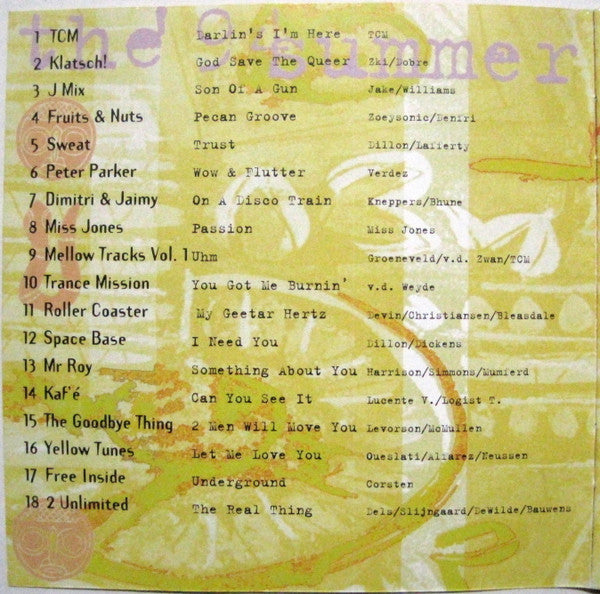 the 94 summer
1 TCM Darlin's I'm Here TCM
2 Klatsch! God Save The Queer Zki/Dobre
3 J Mix Son Of A Gun Jake/Williams
4 Fruits & Nuts Pecan Groove Zoeysonic/Denfri
5 Sweat Trust Dillon/Lafferty
6 Peter Parker Wow & Flutter Verdez
7 Dimitri & Jaimy On A Disco Train Kneppers/Bhune
8 Miss Jones Passion Miss Jones
9 Mellow Tracks Vol. 1 Uhm Groeneveld/v.d. Zwan/TCM
10 Trance Mission You Got Me Burnin' v.d. Weyde
11 Roller Coaster My Geetar Hertz Devin/Christiansen/Bleasdale
12 Space Base I Need You Dillon/Dickens
13 Mr Roy Something About You Harrison/Simmons/Mumferd
14 Kaf'é Can You See It Lucente V./Logist T.
15 The Goodbye Thing 2 Men Will Move You Levorson/McMullen
16 Yellow Tunes Let Me Love You Oueslati/Allarez/Neussen
17 Free Inside Underground Corsten
18 2 Unlimited The Real Thing Dels/Slijngaard/DeWilde/Bauwens